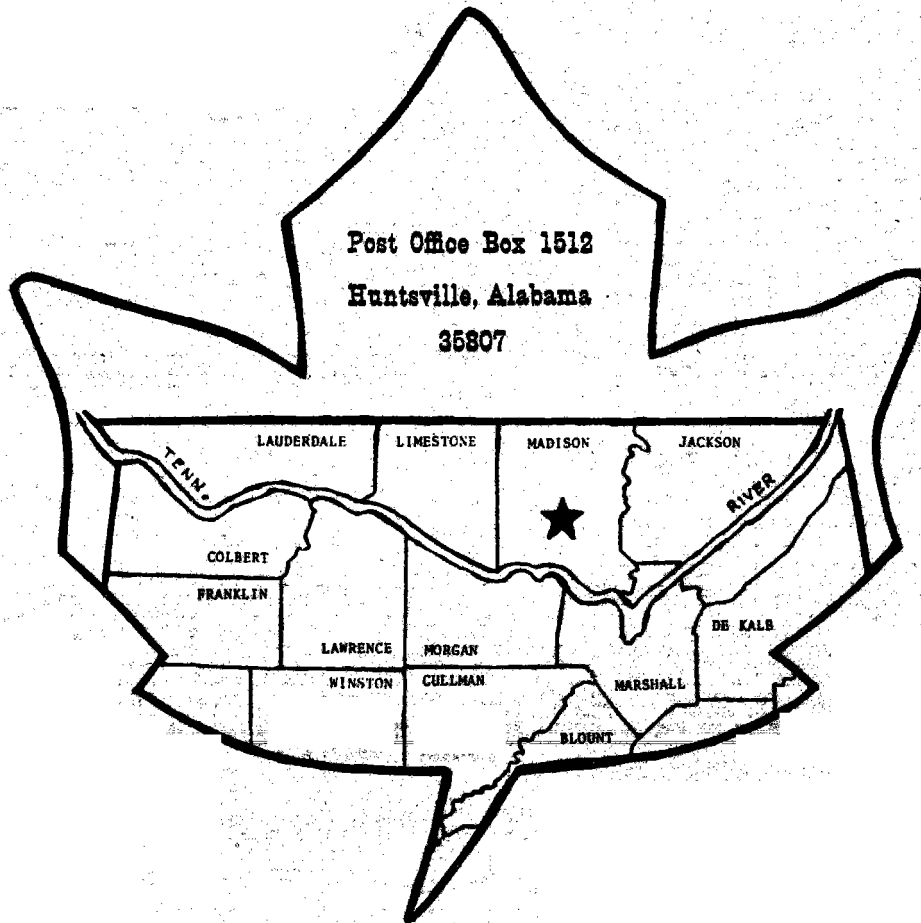 Post Office Box 1512
Huntsville, Alabama
35807
LAUDERDALE
LIMESTONE
MADISON
JACKSON
TENN.
RIVER
COLBERT
FRANKLIN
DE KALB
LAWRENCE
MORGAN
WINSTON
CULLMAN
MARSHALL
BLOUNT